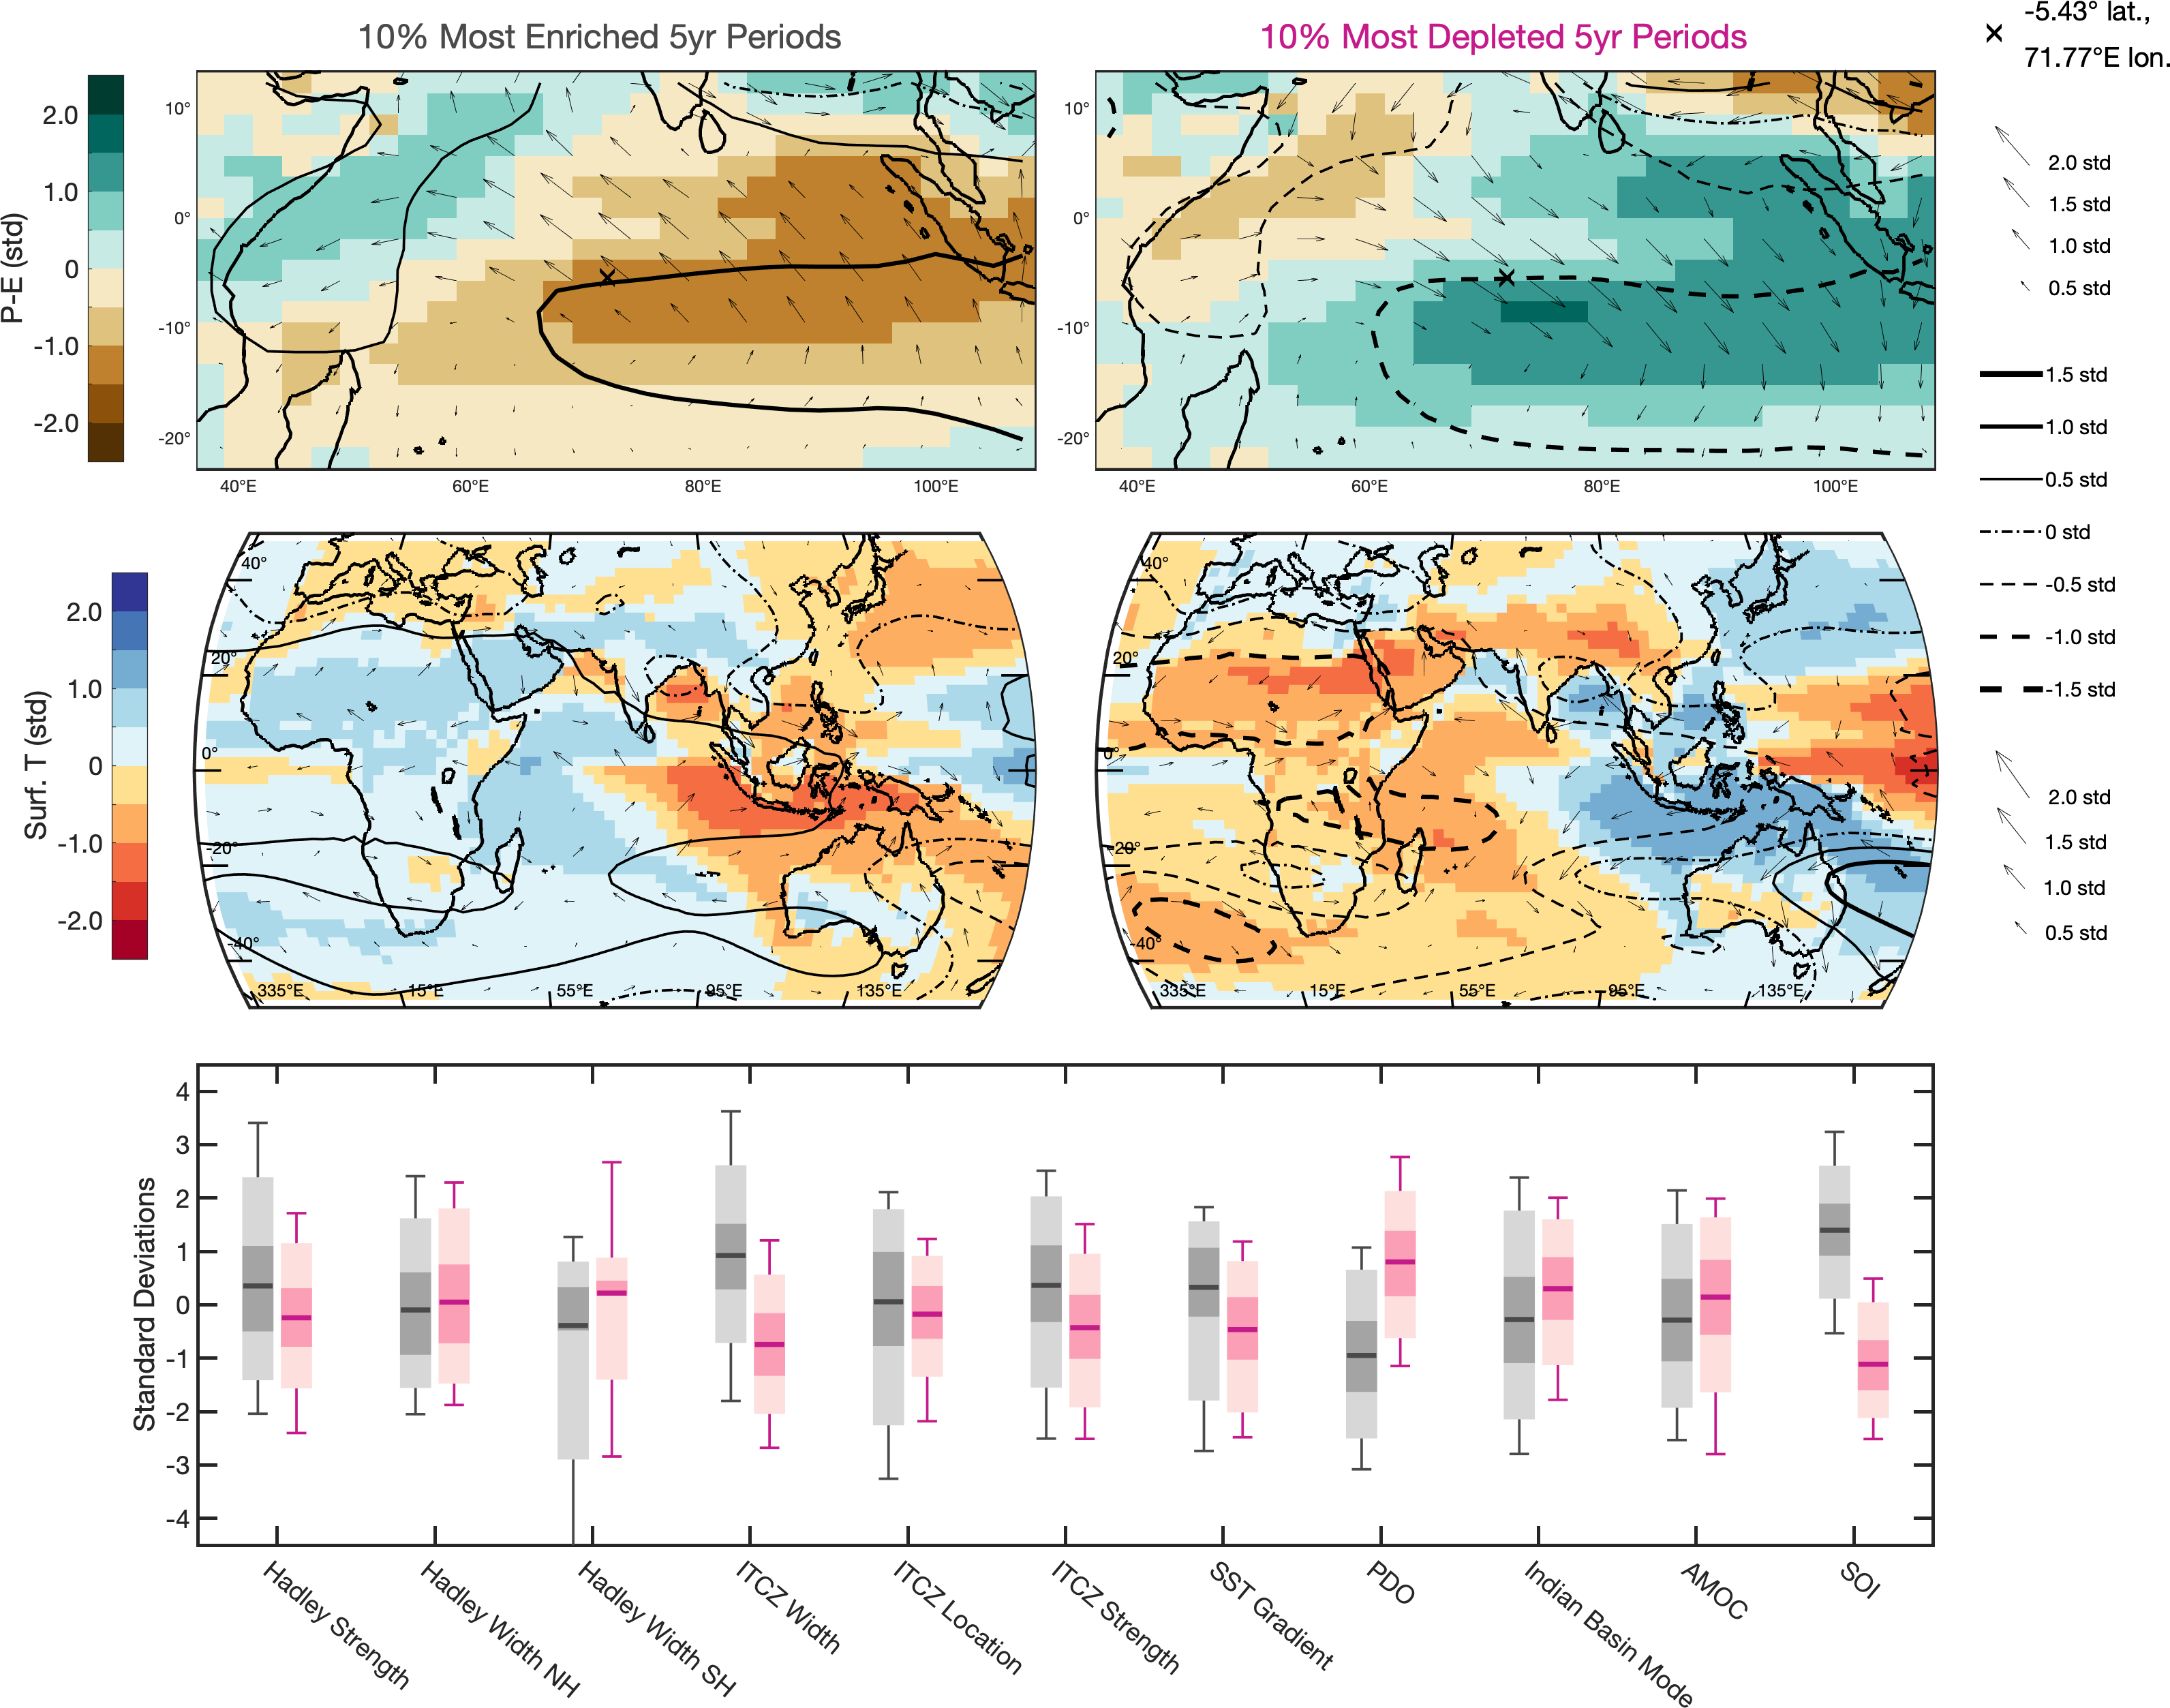 10% Most Enriched 5yr Periods
10% Most Depleted 5yr Periods
-5.43° lat.,
71.77°E lon.
P-E (std)
2.0
1.0
0
-1.0
-2.0
10°
0°
-10°
-20°
40°E
60°E
80°E
100°E
10°
0°
-10°
-20°
40°E
60°E
80°E
100°E
2.0 std
1.5 std
1.0 std
0.5 std
1.5 std
1.0 std
0.5 std
0 std
-0.5 std
-1.0 std
-1.5 std
Surf. T (std)
2.0
1.0
0
-1.0
-2.0
40°
20°
0°
-20°
-40°
335°E
15°E
55°E
95°E
135°E
40°
20°
0°
-20°
-40°
335°E
15°E
55°E
95°E
135°E
2.0 std
1.5 std
1.0 std
0.5 std
Standard Deviations
4
3
2
1
0
-1
-2
-3
-4
Hadley Strength
Hadley Width NH
Hadley Width SH
ITCZ Width
ITCZ Location
ITCZ Strength
SST Gradient
PDO
Indian Basin Mode
AMOC
SOI